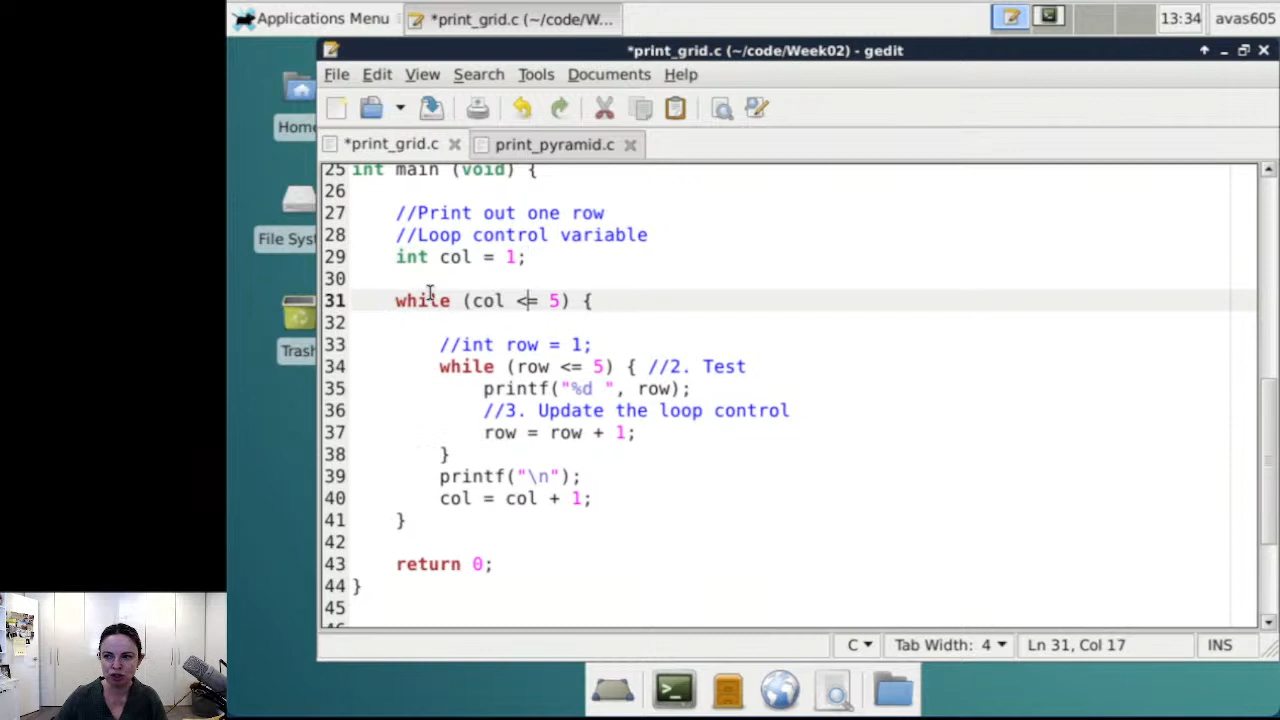 Applications Menu
*print_grid.c (~/code/W...
13:34
avas605
*print_grid.c (~/code/Week02) - gedit
File Edit View Search Tools Documents Help
*print_grid.c
print_pyramid.c
Home
File Sys
Trash
25 int main (void) {
26
27 //Print out one row
28 //Loop control variable
29 int col = 1;
30
31 while (col <= 5) {
32
33 //int row = 1;
34 while (row <= 5) { //2. Test
35 printf("%d ", row);
36 //3. Update the loop control
37 row = row + 1;
38 }
39 printf("\n");
40 col = col + 1;
41 }
42
43 return 0;
44 }
45
C Tab Width: 4 Ln 31, Col 17 INS